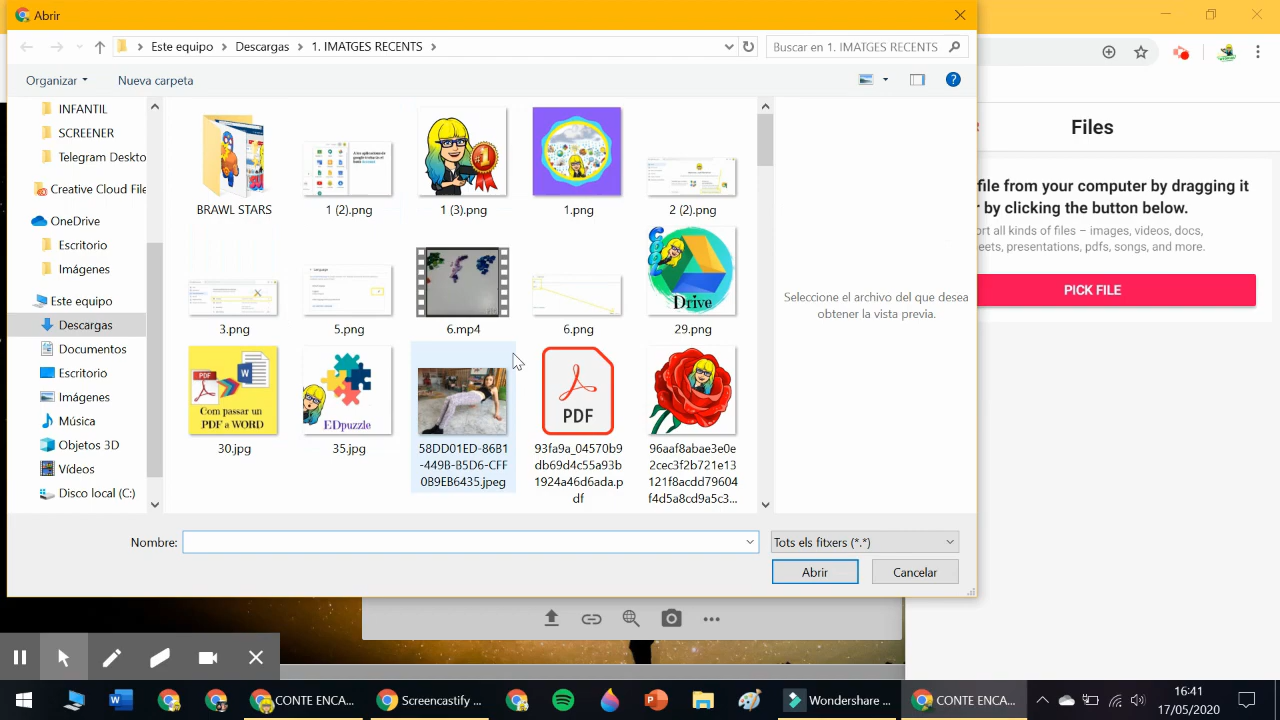 Abrir
Este equipo > Descargas > 1. IMATGES RECENTS >
Buscar en 1. IMATGES RECENTS
Organizar
Nueva carpeta
INFANTIL
SCREENER
Telegram Deskto
Creative Cloud File
OneDrive
Escritorio
Imágenes
Este equipo
Descargas
Documentos
Escritorio
Imágenes
Música
Objetos 3D
Vídeos
Disco local (C:)
BRAWL STARS
1 (2).png
1 (3).png
1.png
2 (2).png
3.png
5.png
6.mp4
6.png
Drive
29.png
PDF
W
Com passar un
PDF a WORD
30.jpg
EDpuzzle
35.jpg
58DD01ED-86B1
-449B-B5D6-CFF
0B9EB6435.jpeg
PDF
93fa9a_04570b9
db69d4c55a93b
1924a46d6ada.p
df
96aaf8abae3e0e
2cec3f2b721e13
121f8acdd79604
f4d5a8cd9a5c3...
Seleccione el archivo del que desea
obtener la vista previa.
Nombre:
Tots els fitxers (*.*)
Abrir
Cancelar
Files
file from your computer by dragging it
r by clicking the button below.
ort all kinds of files – images, videos, docs,
eets, presentations, pdfs, songs, and more.
PICK FILE
CONTE ENCA...
Screencastify ...
Wondershare ...
CONTE ENCA...
16:41
17/05/2020